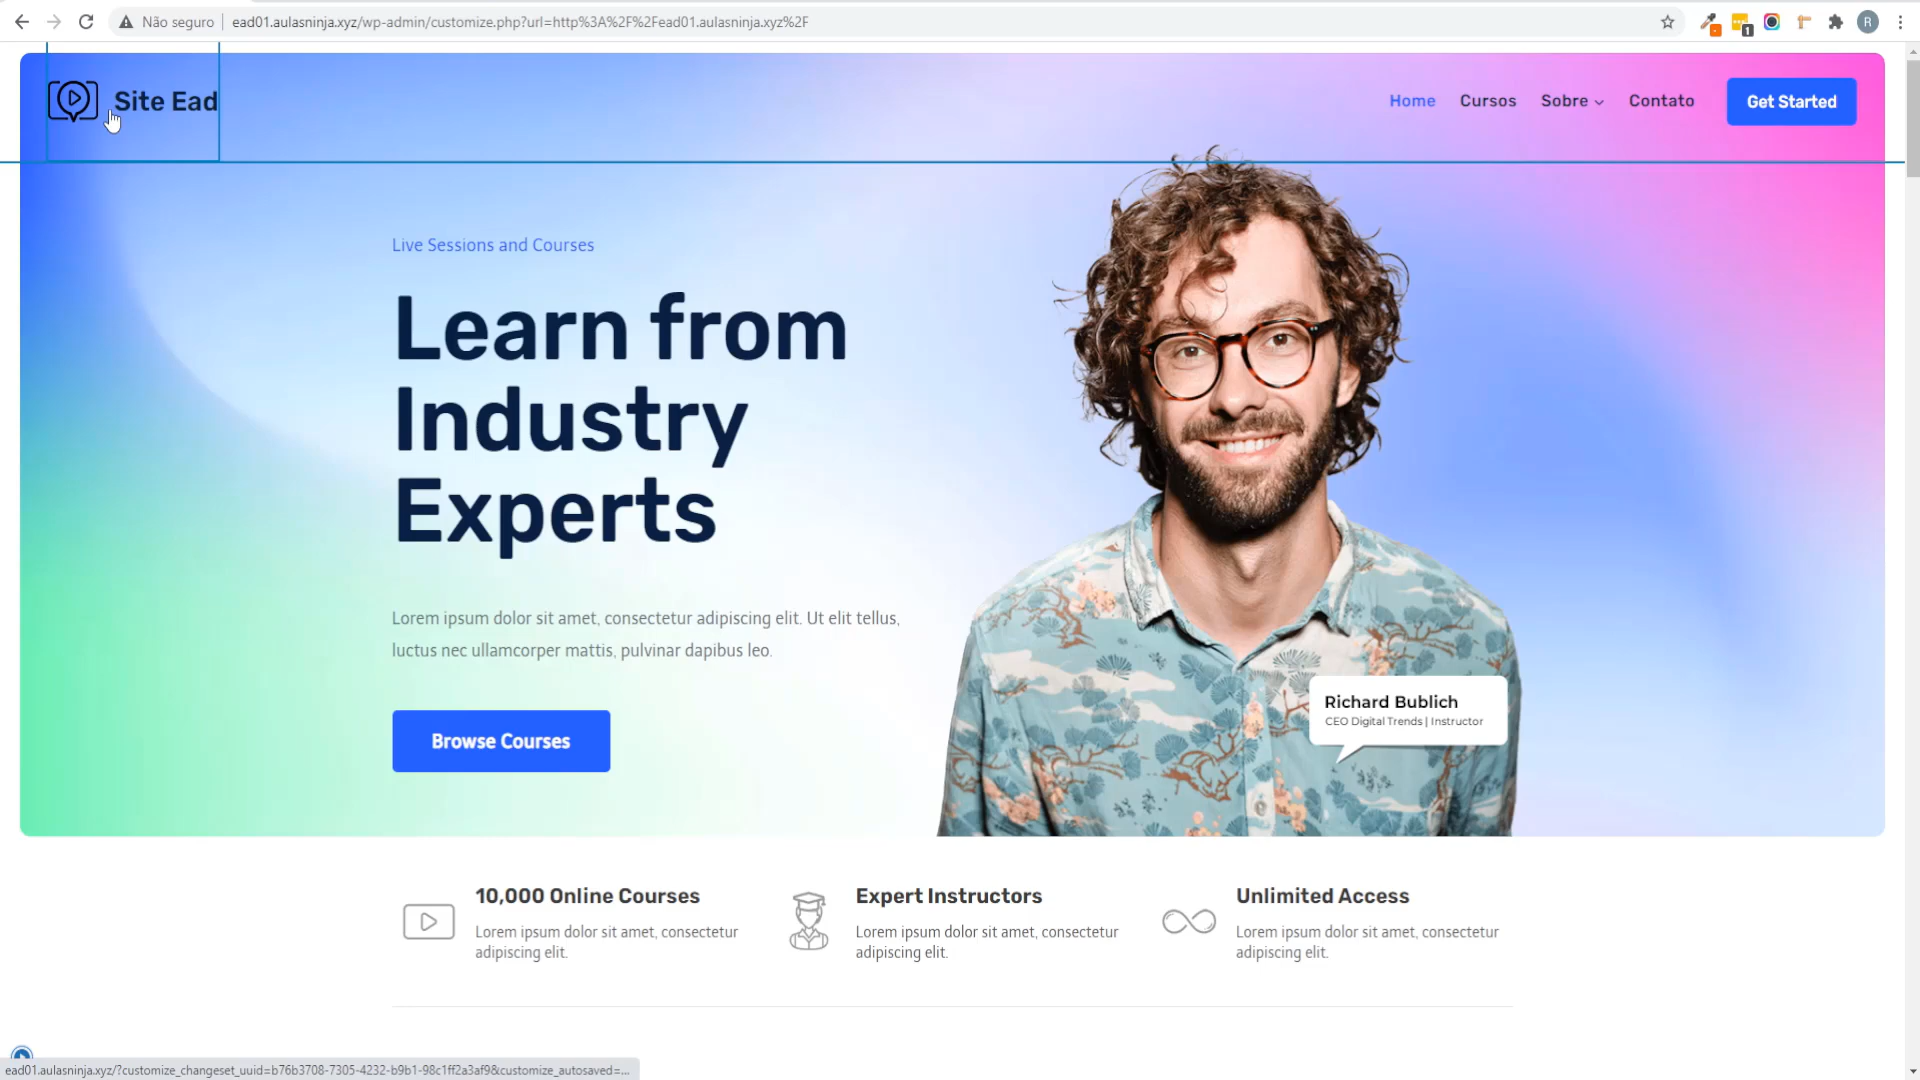 Não seguro
ead01.aulasninja.xyz/wp-admin/customize.php?url=http%3A%2F%2Fead01.aulasninja.xyz%2F
1
R
Site Ead
Home
Cursos
Sobre
Contato
Get Started
Live Sessions and Courses
Learn from
Industry
Experts
Lorem ipsum dolor sit amet, consectetur adipiscing elit. Ut elit tellus,
luctus nec ullamcorper mattis, pulvinar dapibus leo.
Browse Courses
Richard Bublich
CEO Digital Trends | Instructor
10,000 Online Courses
Lorem ipsum dolor sit amet, consectetur
adipiscing elit.
Expert Instructors
Lorem ipsum dolor sit amet, consectetur
adipiscing elit.
Unlimited Access
Lorem ipsum dolor sit amet, consectetur
adipiscing elit.
ead01.aulasninja.xyz/?customize_changeset_uuid=b76b3708-7305-4232-b9b1-98c1ff2a3af9&customize_autosaved=...